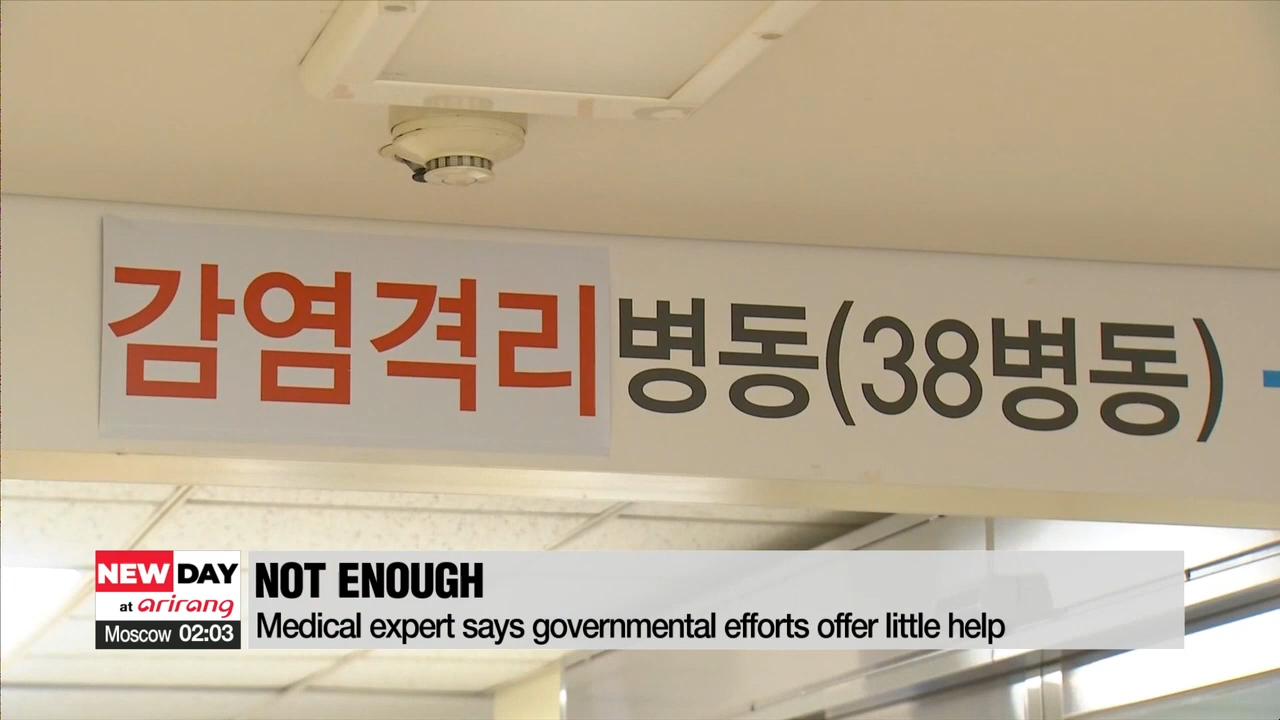 감염격리병동(38병동)
NEW DAY
at arirang
Moscow 02:03
NOT ENOUGH
Medical expert says governmental efforts offer little help